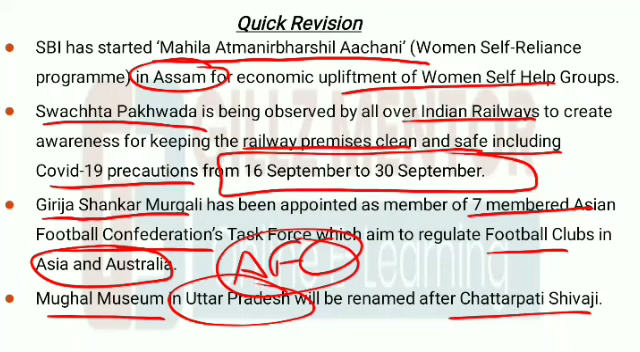 Quick Revision
• SBI has started ‘Mahila Atmanirbharshil Aachani’ (Women Self-Reliance
programme) in Assam for economic upliftment of Women Self Help Groups.
• Swachhta Pakhwada is being observed by all over Indian Railways to create
awareness for keeping the railway premises clean and safe including
Covid-19 precautions from 16 September to 30 September.
• Girija Shankar Murgali has been appointed as member of 7 membered Asian
Football Confederation’s Task Force which aim to regulate Football Clubs in
Asia and Australia.
AFC
• Mughal Museum in Uttar Pradesh will be renamed after Chattarpati Shivaji.